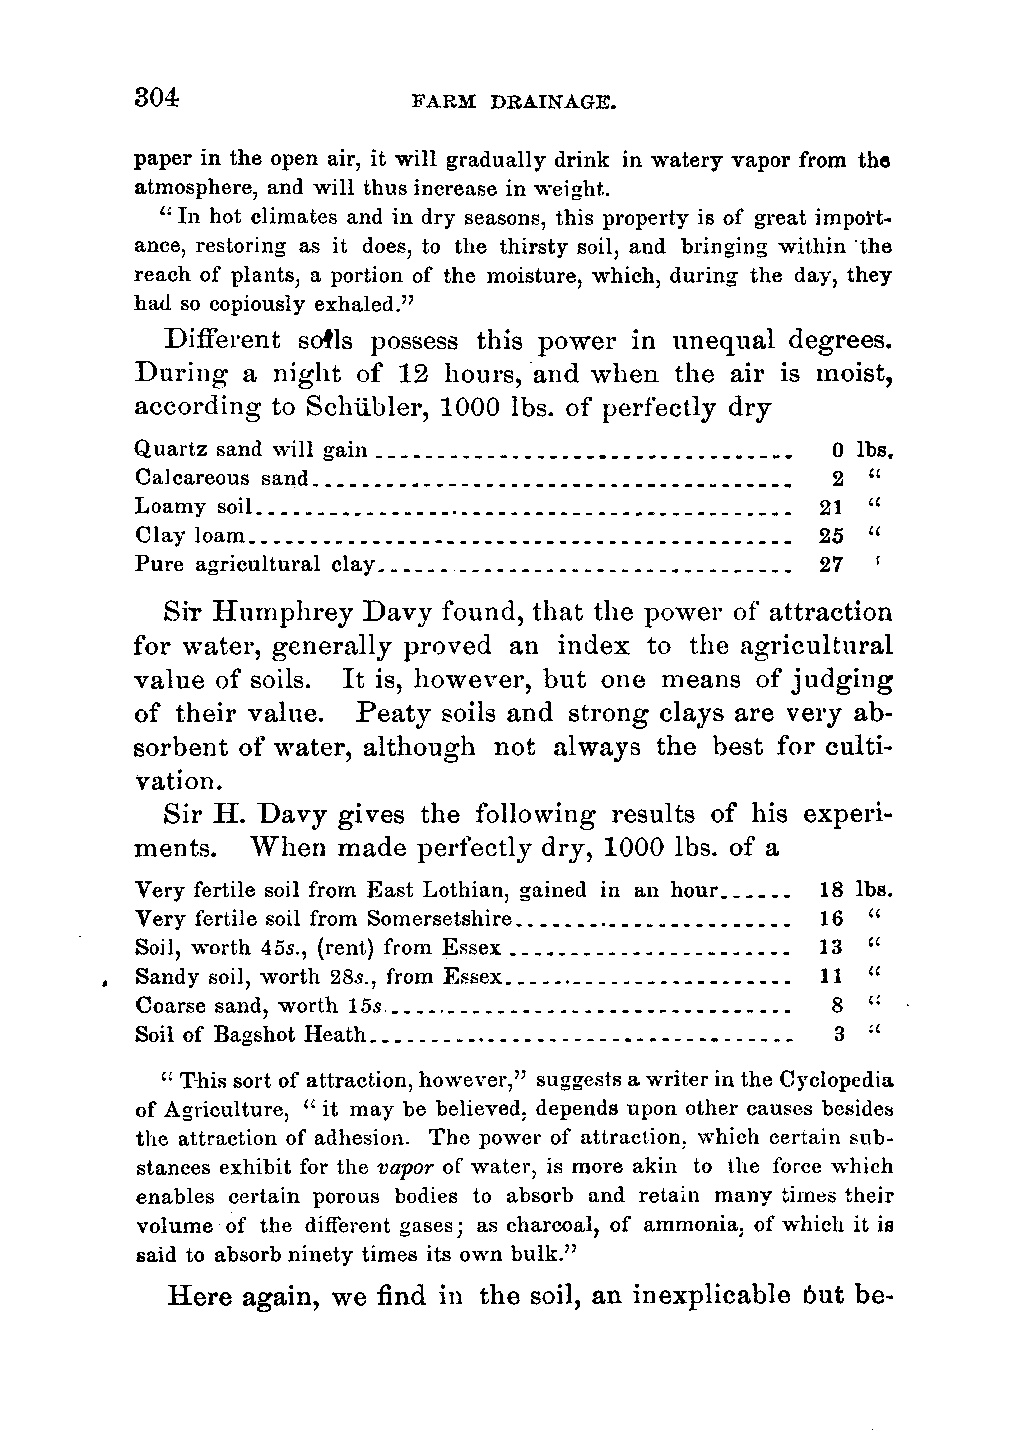 304 FARM DRAINAGE.
paper in the open air, it will gradually drink in watery vapor from the
atmosphere, and will thus increase in weight.
“In hot climates and in dry seasons, this property is of great import-
ance, restoring as it does, to the thirsty soil, and bringing within the
reach of plants, a portion of the moisture, which, during the day, they
had so copiously exhaled.”
Different soils possess this power in unequal degrees.
During a night of 12 hours, and when the air is moist,
according to Schübler, 1000 lbs. of perfectly dry
Quartz sand will gain 0 lbs.
Calcareous sand 2 “
Loamy soil 21 “
Clay loam 25 “
Pure agricultural clay 27 ‘
Sir Humphrey Davy found, that the power of attraction
for water, generally proved an index to the agricultural
value of soils. It is, however, but one means of judging
of their value. Peaty soils and strong clays are very ab-
sorbent of water, although not always the best for culti-
vation.
Sir H. Davy gives the following results of his experi-
ments. When made perfectly dry, 1000 lbs. of a
Very fertile soil from East Lothian, gained in an hour 18 lbs.
Very fertile soil from Somersetshire 16 “
Soil, worth 45s., (rent) from Essex 13 “
Sandy soil, worth 28s., from Essex 11 “
Coarse sand, worth 15s 8 “
Soil of Bagshot Heath 3 “
“This sort of attraction, however,” suggests a writer in the Cyclopedia
of Agriculture, “it may be believed, depends upon other causes besides
the attraction of adhesion. The power of attraction, which certain sub-
stances exhibit for the vapor of water, is more akin to the force which
enables certain porous bodies to absorb and retain many times their
volume of the different gases; as charcoal, of ammonia, of which it is
said to absorb ninety times its own bulk.”
Here again, we find in the soil, an inexplicable but be-